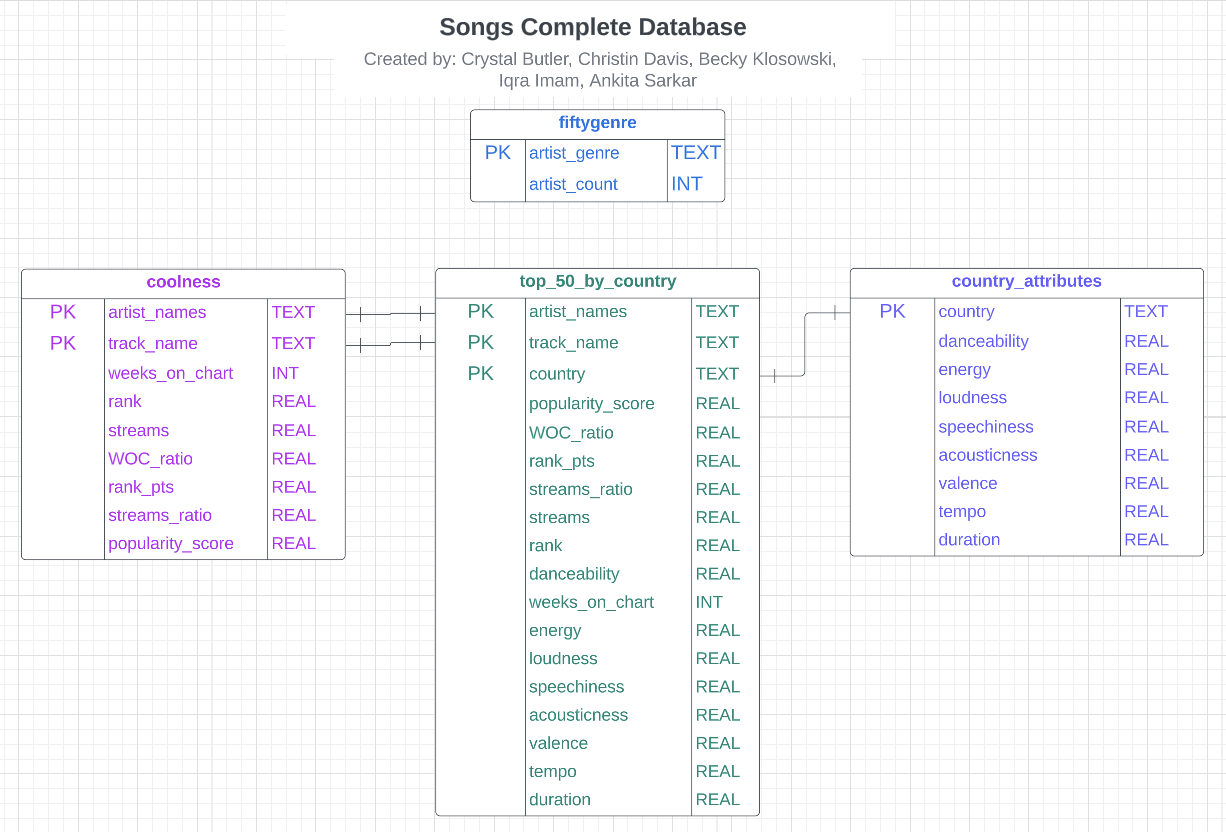 Songs Complete Database
Created by: Crystal Butler, Christin Davis, Becky Klosowski,
Iqra Imam, Ankita Sarkar
fiftygenre
PK artist_genre TEXT
artist_count INT
coolness
PK artist_names TEXT
PK track_name TEXT
weeks_on_chart INT
rank REAL
streams REAL
WOC_ratio REAL
rank_pts REAL
streams_ratio REAL
popularity_score REAL
top_50_by_country
PK artist_names TEXT
PK track_name TEXT
PK country TEXT
popularity_score REAL
WOC_ratio REAL
rank_pts REAL
streams_ratio REAL
streams REAL
rank REAL
danceability REAL
weeks_on_chart INT
energy REAL
loudness REAL
speechiness REAL
acousticness REAL
valence REAL
tempo REAL
duration REAL
country_attributes
PK country TEXT
danceability REAL
energy REAL
loudness REAL
speechiness REAL
acousticness REAL
valence REAL
tempo REAL
duration REAL